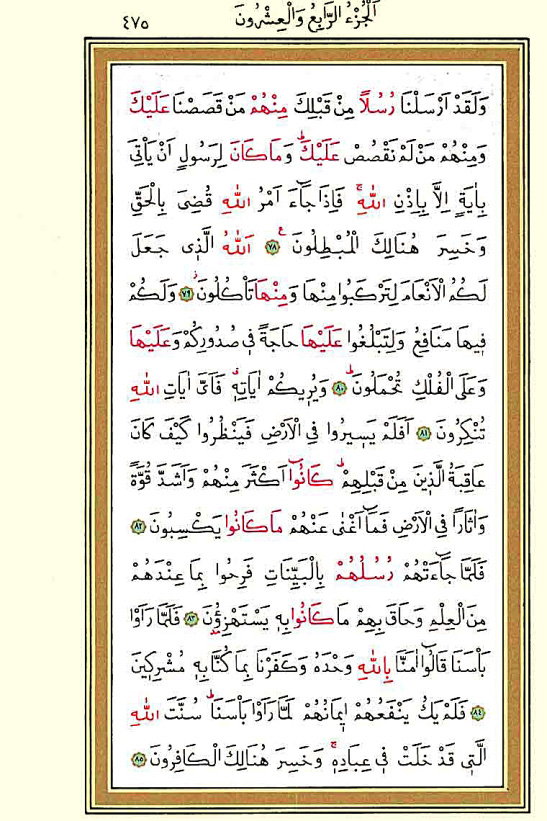 اَلْجُزْءُ الرَّابِعُ وَالْعِشْرُونَ
٤٧٥
وَلَقَدْ اَرْسَلْنَا رُسُلاً مِنْ قَبْلِكَ مِنْهُمْ مَنْ قَصَصْنَا عَلَيْكَ
وَمِنْهُمْ مَنْ لَمْ نَقْصُصْ عَلَيْكَۜ وَمَا كَانَ لِرَسُولٍ اَنْ يَأْتِىَ
بِاٰيَةٍ اِلَّا بِاِذْنِ اللّٰهِۚ فَاِذَا جَٓاءَ اَمْرُ اللّٰهِ قُضِىَ بِالْحَقِّ
وَخَسِرَ هُنَالِكَ الْمُبْطِلُونَ۟ ﴿٧٨﴾ اَللّٰهُ الَّذٖى جَعَلَ
لَكُمُ الْاَنْعَامَ لِتَرْكَبُوا مِنْهَا وَمِنْهَا تَأْكُلُونَۘ ﴿٧٩﴾ وَلَكُمْ
فٖيهَا مَنَافِعُ وَلِتَبْلُغُوا عَلَيْهَا حَاجَةً فٖى صُدُورِكُمْ وَعَلَيْهَا
وَعَلَى الْفُلْكِ تُحْمَلُونَۜ ﴿٨٠﴾ وَيُرٖيكُمْ اٰيَاتِهٖۗ فَاَىَّ اٰيَاتِ اللّٰهِ
تُنْكِرُونَ ﴿٨١﴾ اَفَلَمْ يَسٖيرُوا فِى الْاَرْضِ فَيَنْظُرُوا كَيْفَ كَانَ
عَاقِبَةُ الَّذٖينَ مِنْ قَبْلِهِمْۜ كَانُٓوا اَكْثَرَ مِنْهُمْ وَاَشَدَّ قُوَّةً
وَاٰثَاراً فِى الْاَرْضِ فَمَٓا اَغْنٰى عَنْهُمْ مَا كَانُوا يَكْسِبُونَ ﴿٨٢﴾
فَلَمَّا جَٓاءَتْهُمْ رُسُلُهُمْ بِالْبَيِّنَاتِ فَرِحُوا بِمَا عِنْدَهُمْ
مِنَ الْعِلْمِ وَحَاقَ بِهِمْ مَا كَانُوا بِهٖ يَسْتَهْزِؤُنَ ﴿٨٣﴾ فَلَمَّا رَاَوْا
بَأْسَنَا قَالُٓوا اٰمَنَّا بِاللّٰهِ وَحْدَهُ وَكَفَرْنَا بِمَا كُنَّا بِهٖ مُشْرِكٖينَ
﴿٨٤﴾ فَلَمْ يَكُ يَنْفَعُهُمْ اٖيمَانُهُمْ لَمَّا رَاَوْا بَأْسَنَاۜ سُنَّتَ اللّٰهِ
الَّتٖى قَدْ خَلَتْ فٖى عِبَادِهٖۚ وَخَسِرَ هُنَالِكَ الْكَافِرُونَ ﴿٨٥﴾